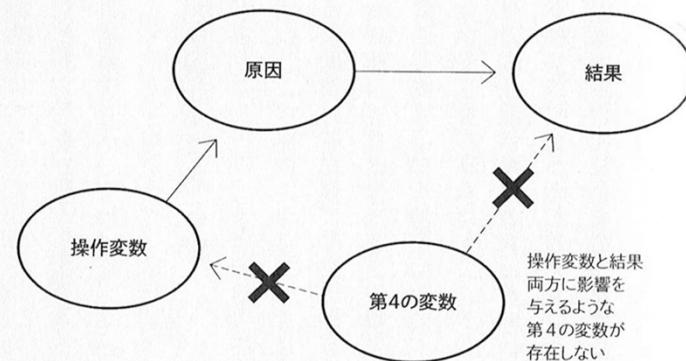 原因
結果
操作変数
第4の変数
操作変数と結果
両方に影響を
与えるような
第４の変数が
存在しない